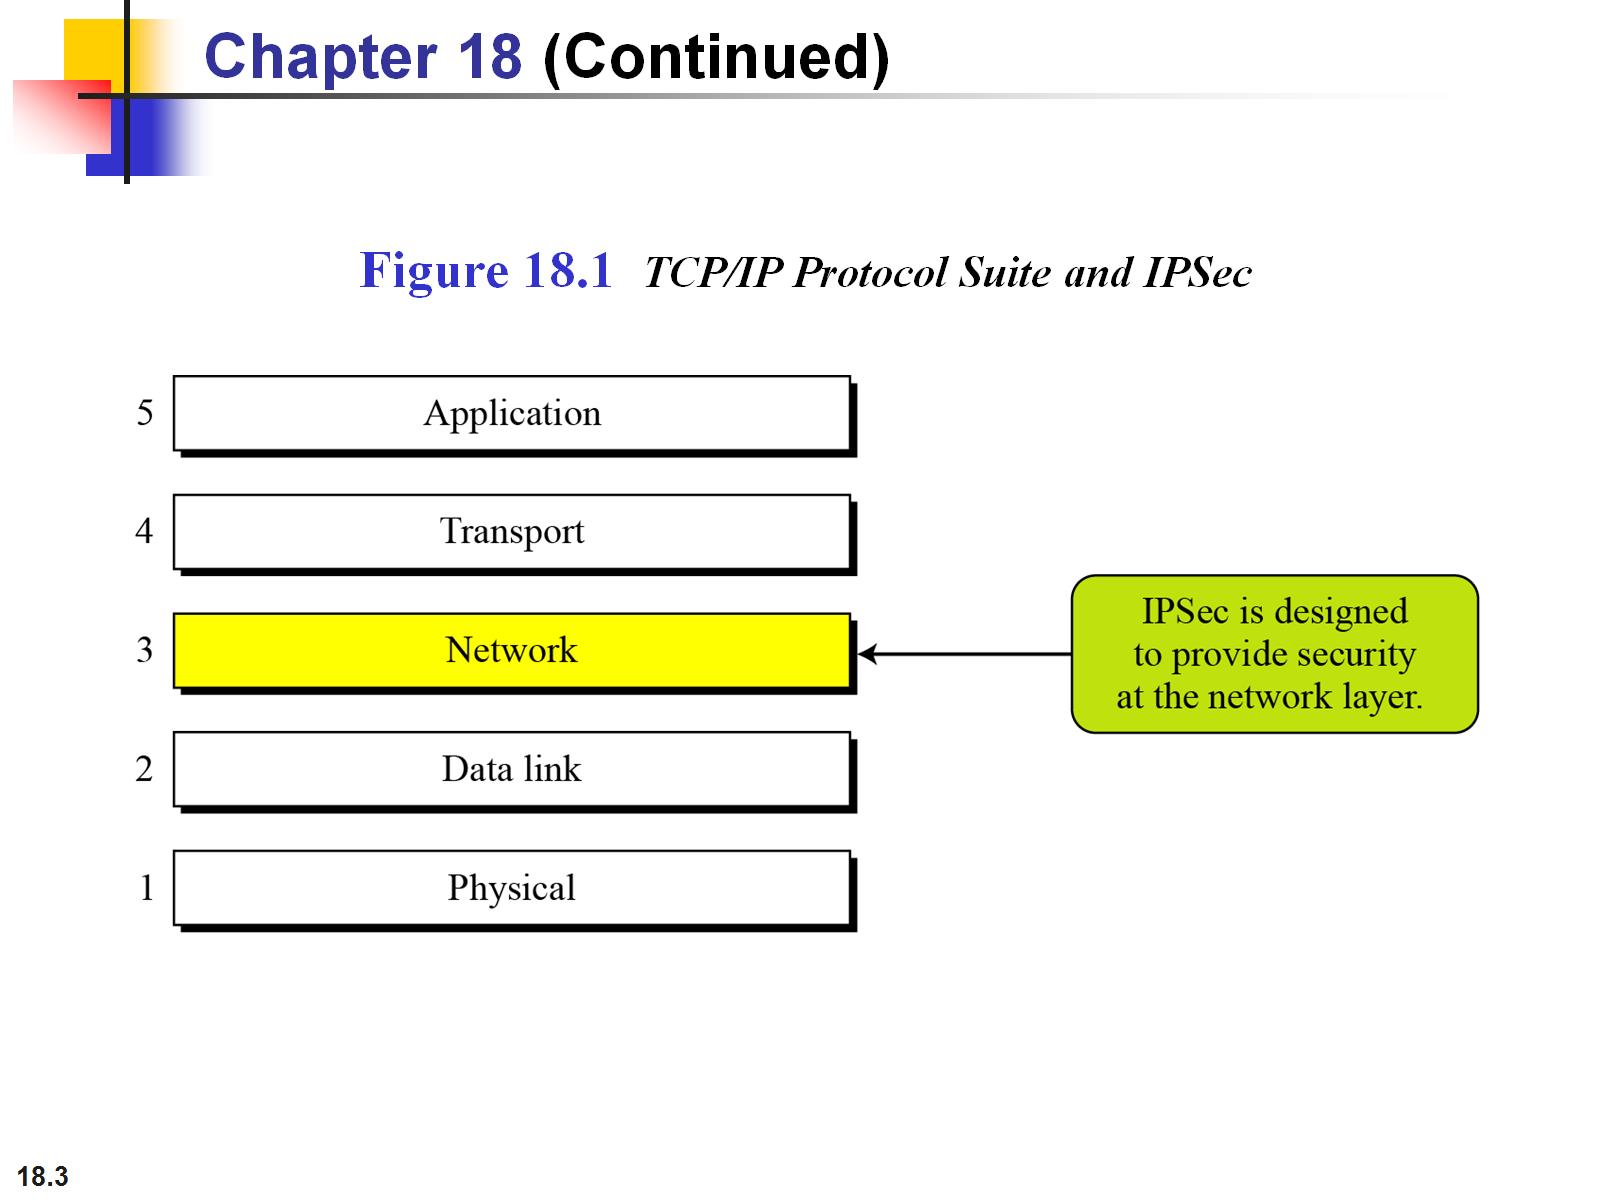 Chapter 18 (Continued)
Figure 18.1 TCP/IP Protocol Suite and IPSec
5 Application
4 Transport
3 Network
IPSec is designed
to provide security
at the network layer.
2 Data link
1 Physical
18.3